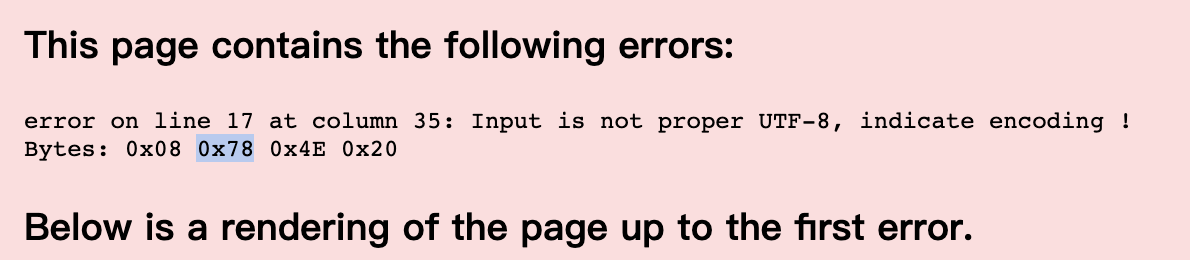 This page contains the following errors:
error on line 17 at column 35: Input is not proper UTF-8, indicate encoding !
Bytes: 0x08 0x78 0x4E 0x20
Below is a rendering of the page up to the first error.